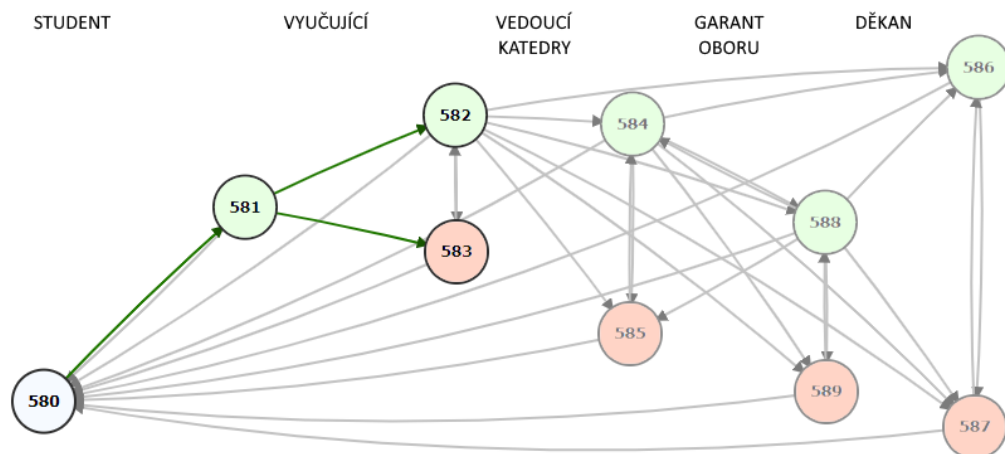 STUDENT
VYUČUJÍCÍ
VEDOUCÍ
KATEDRY
GARANT
OBORU
DĚKAN
586
582
584
581
588
583
585
589
580
587